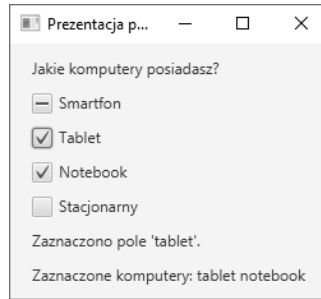 Prezentacja p...
Jakie komputery posiadasz?
Smartfon
Tablet
Notebook
Stacjonarny
Zaznaczono pole 'tablet'.
Zaznaczone komputery: tablet notebook